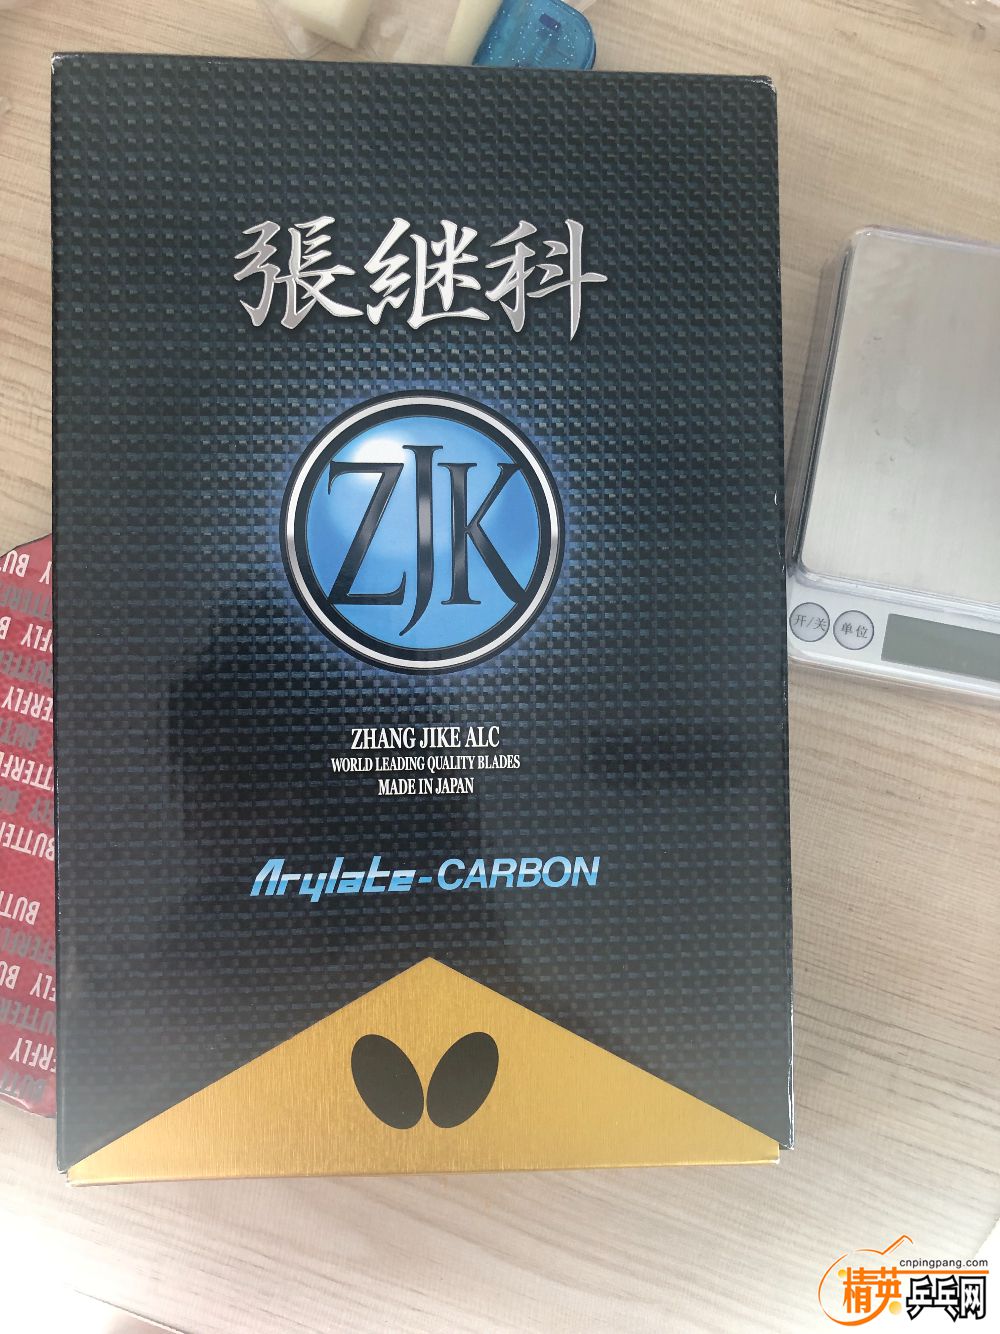 張継科
ZJK
ZHANG JIKE ALC
WORLD LEADING QUALITY BLADES
MADE IN JAPAN
Arylate-CARBON
开/关
单位
BUTTERFLY
cnpingpang.com
精英乒乓网